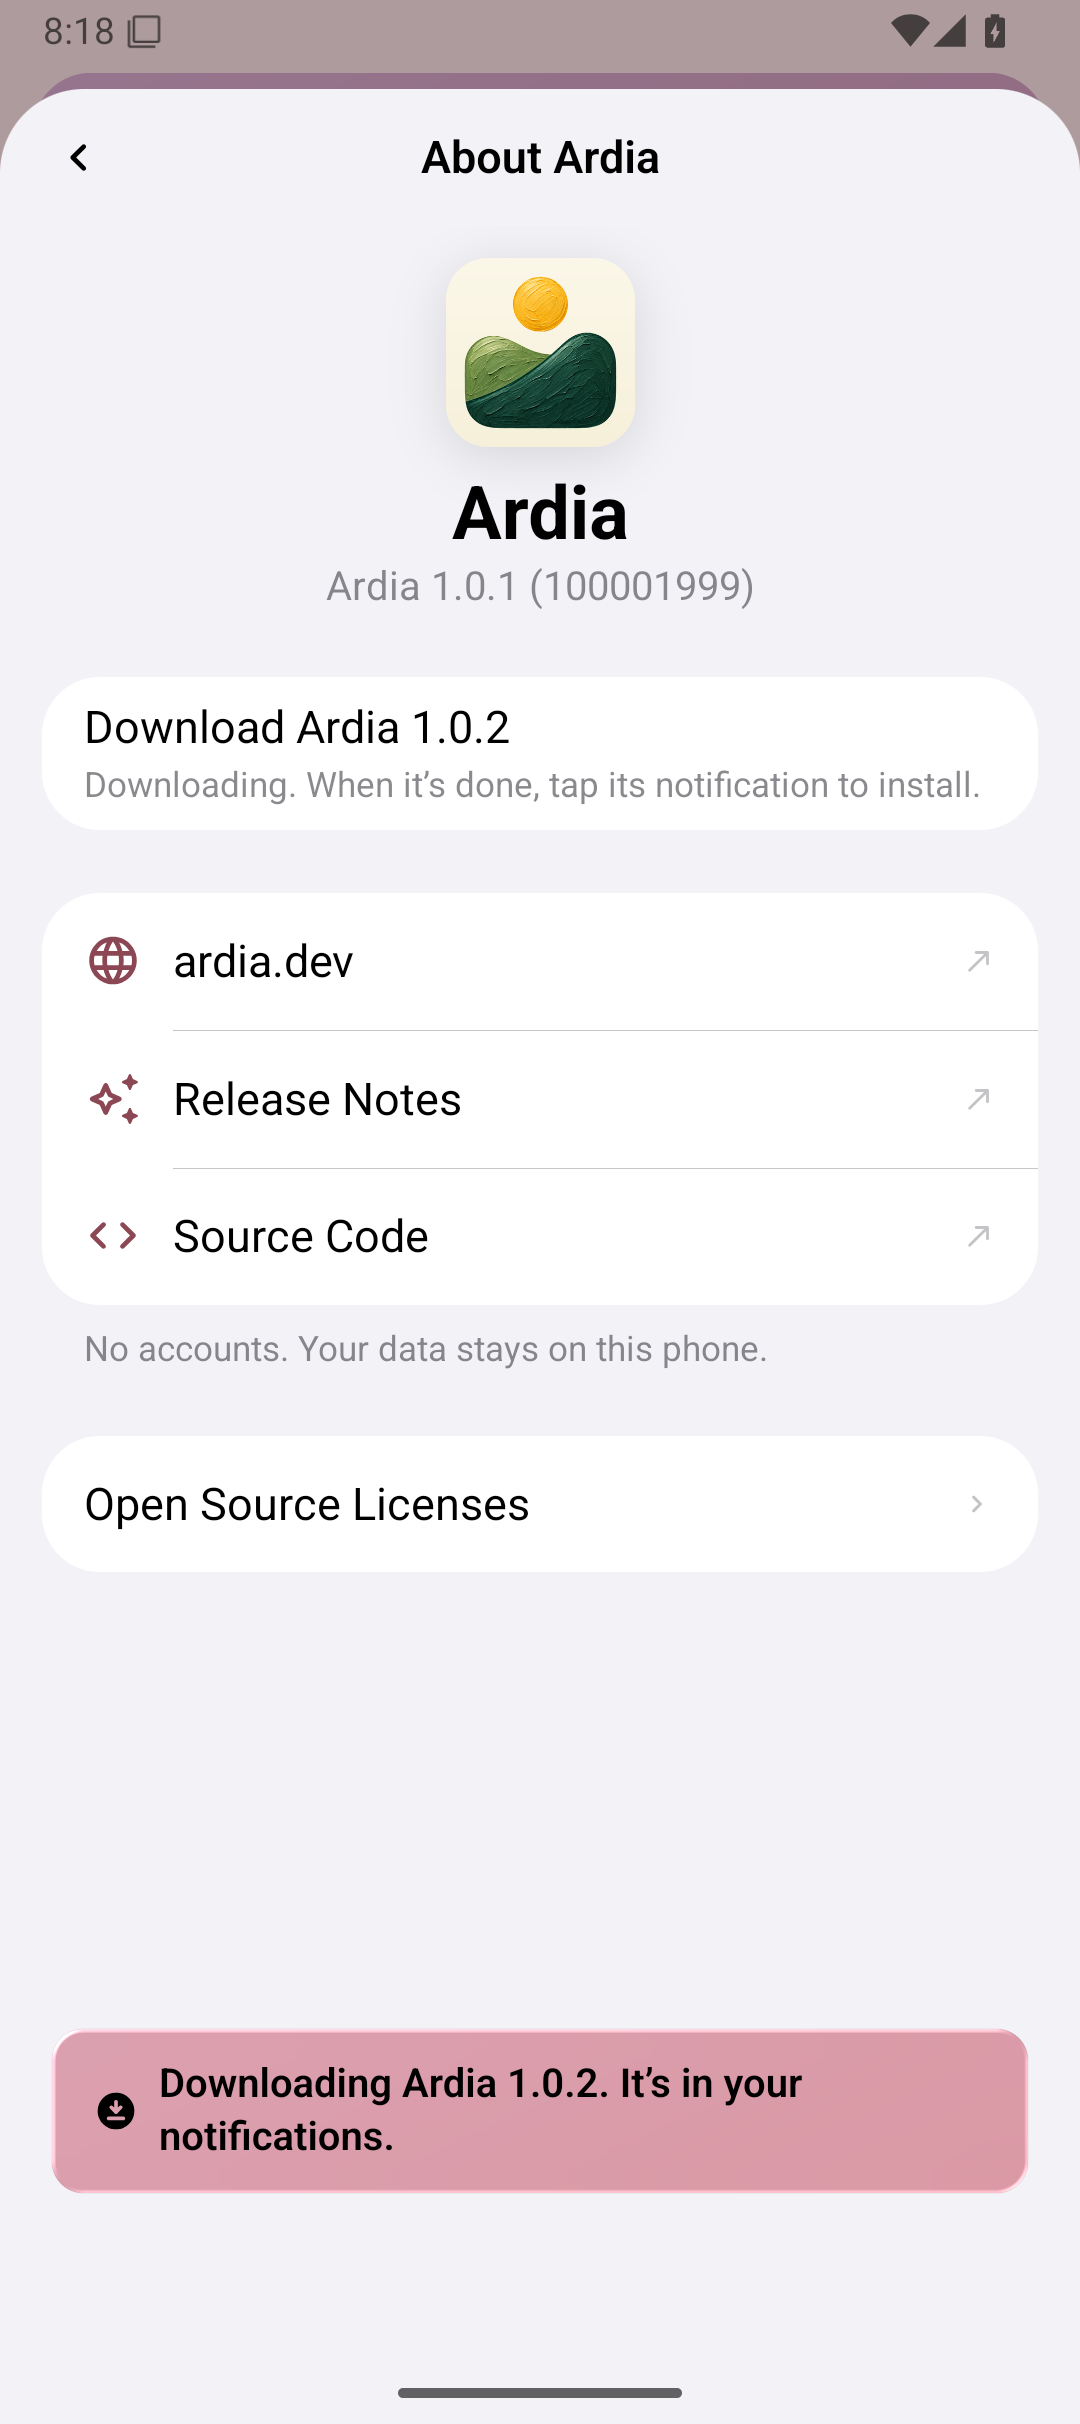 8:18
About Ardia
Ardia
Ardia 1.0.1 (100001999)
Download Ardia 1.0.2
Downloading. When it’s done, tap its notification to install.
ardia.dev
Release Notes
Source Code
No accounts. Your data stays on this phone.
Open Source Licenses
Downloading Ardia 1.0.2. It’s in your
notifications.